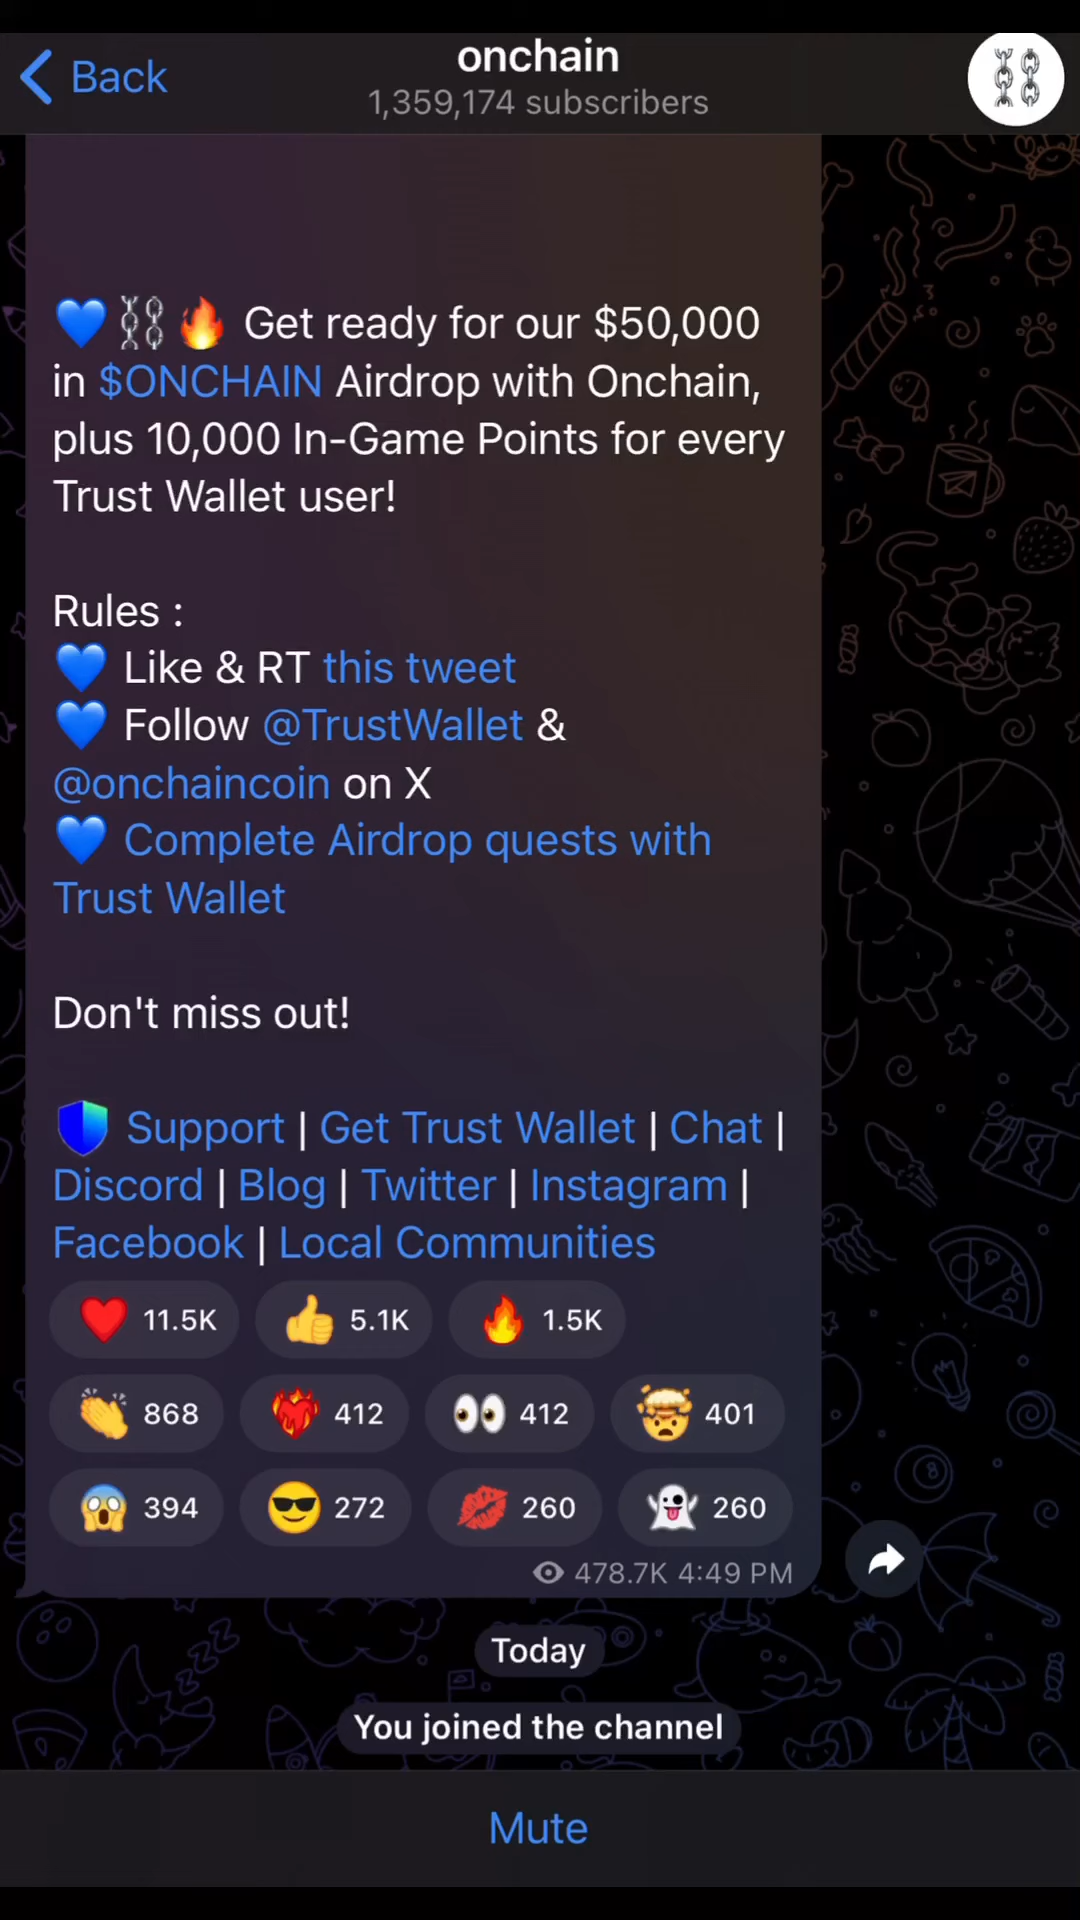 Back
onchain
1,359,174 subscribers
💙⛓️🔥 Get ready for our $50,000
in $ONCHAIN Airdrop with Onchain,
plus 10,000 In-Game Points for every
Trust Wallet user!
Rules :
💙 Like & RT this tweet
💙 Follow @TrustWallet &
@onchaincoin on X
💙 Complete Airdrop quests with
Trust Wallet
Don't miss out!
Support | Get Trust Wallet | Chat |
Discord | Blog | Twitter | Instagram |
Facebook | Local Communities
❤️ 11.5K 👍 5.1K 🔥 1.5K
👏 868 ❤️‍🔥 412 👀 412 🤯 401
😱 394 😎 272 💋 260 👻 260
478.7K 4:49 PM
Today
You joined the channel
Mute